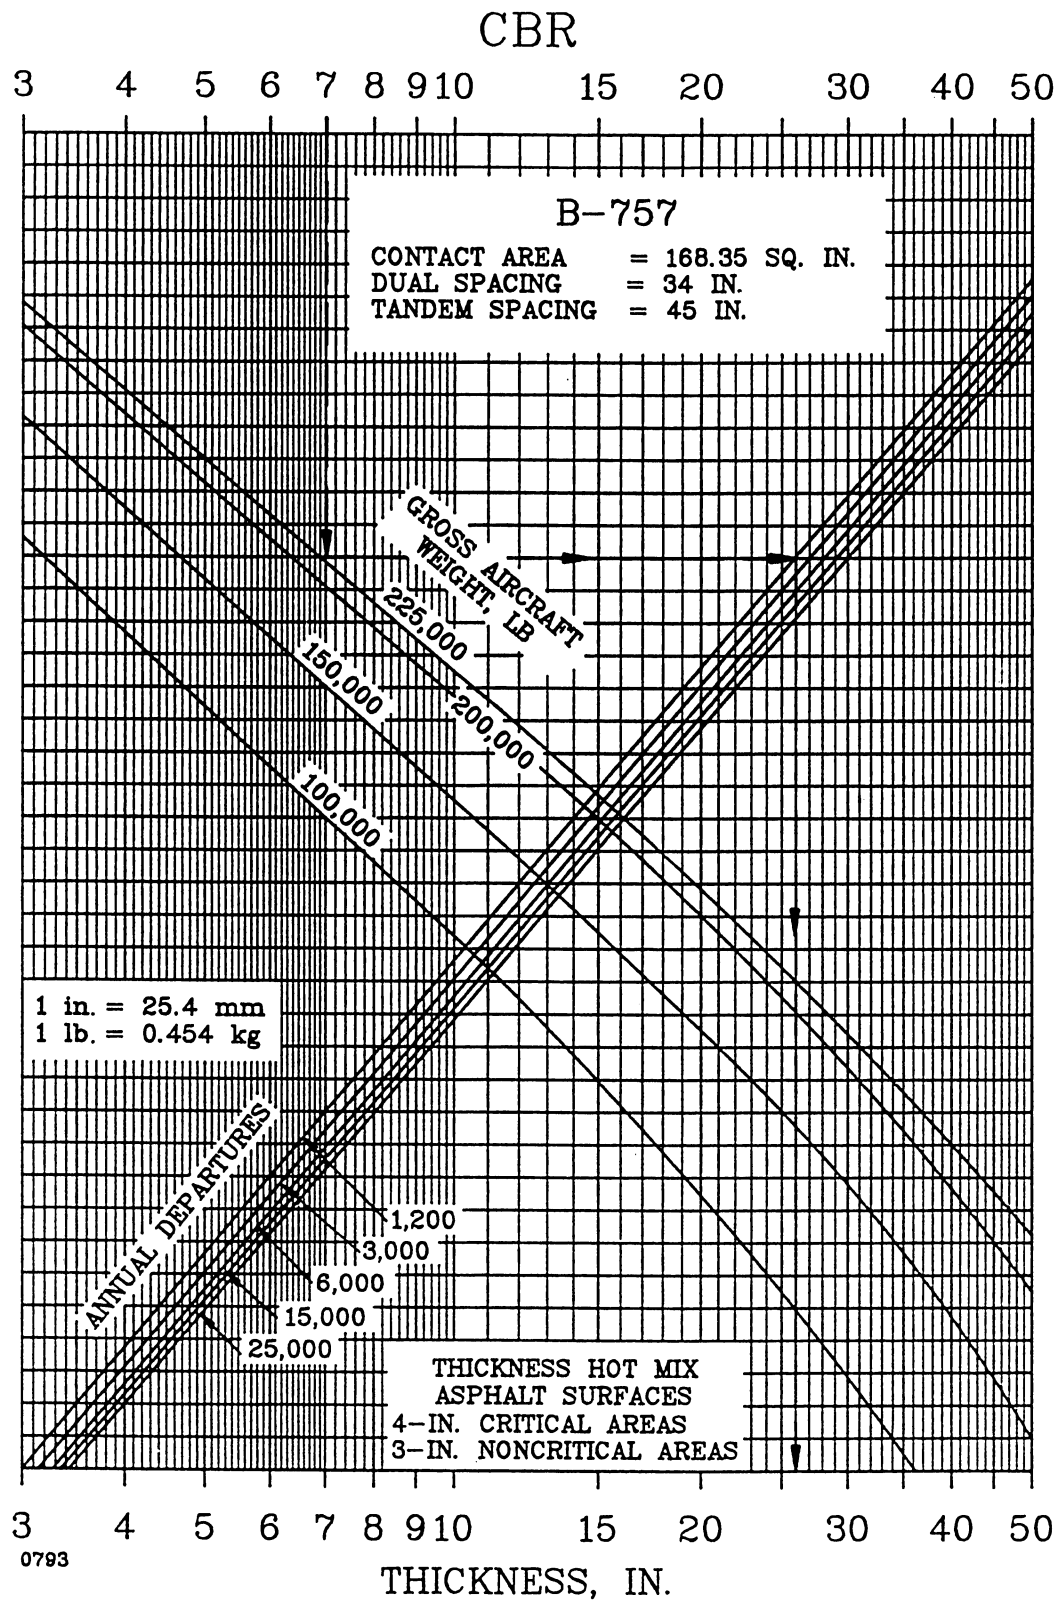 CBR
3 4 5 6 7 8 9 10 15 20 30 40 50
B-757
CONTACT AREA = 168.35 SQ. IN.
DUAL SPACING = 34 IN.
TANDEM SPACING = 45 IN.
GROSS AIRCRAFT
WEIGHT, LB
225,000
200,000
150,000
100,000
1 in. = 25.4 mm
1 lb. = 0.454 kg
ANNUAL DEPARTURES
1,200
3,000
6,000
15,000
25,000
THICKNESS HOT MIX
ASPHALT SURFACES
4-IN. CRITICAL AREAS
3-IN. NONCRITICAL AREAS
3 4 5 6 7 8 9 10 15 20 30 40 50
0793
THICKNESS, IN.